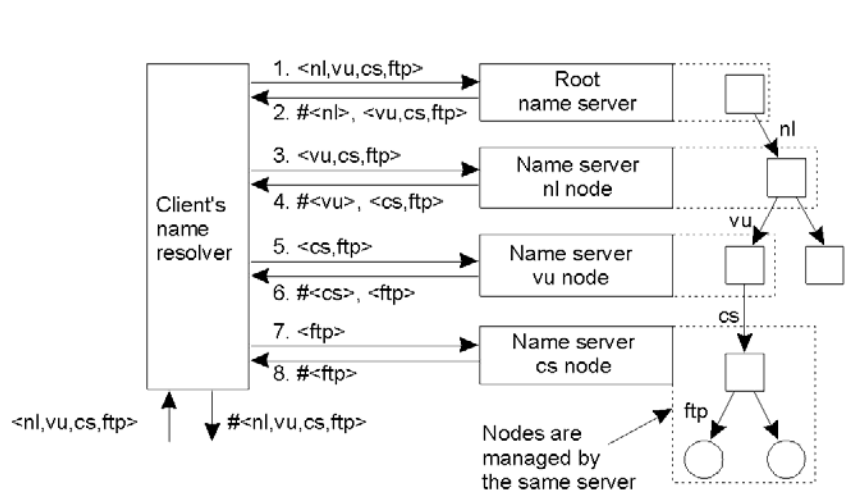 1. <nl,vu,cs,ftp>
2. #<nl>, <vu,cs,ftp>
3. <vu,cs,ftp>
4. #<vu>, <cs,ftp>
5. <cs,ftp>
6. #<cs>, <ftp>
7. <ftp>
8. #<ftp>
Client's
name
resolver
<nl,vu,cs,ftp>
#<nl,vu,cs,ftp>
Root
name server
Name server
nl node
Name server
vu node
Name server
cs node
nl
vu
cs
ftp
Nodes are
managed by
the same server